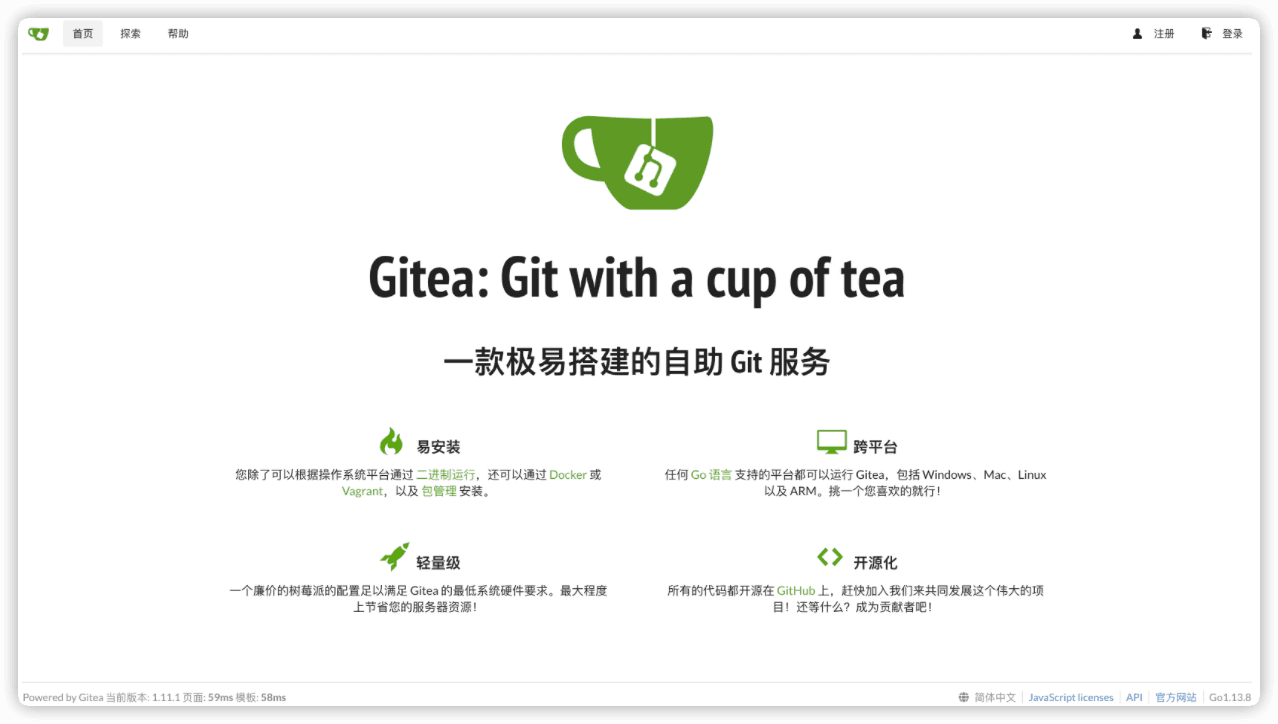 首页 探索 帮助 注册 登录
Gitea: Git with a cup of tea
一款极易搭建的自助 Git 服务
易安装
您除了可以根据操作系统平台通过 二进制运行，还可以通过 Docker 或
Vagrant，以及 包管理 安装。
跨平台
任何 Go 语言 支持的平台都可以运行 Gitea，包括 Windows、Mac、Linux
以及 ARM。挑一个您喜欢的就行！
轻量级
一个廉价的树莓派的配置足以满足 Gitea 的最低系统硬件要求。最大程度
上节省您的服务器资源！
开源化
所有的代码都开源在 GitHub 上，赶快加入我们来共同发展这个伟大的项
目！还等什么？成为贡献者吧！
Powered by Gitea 当前版本: 1.11.1 页面: 59ms 模板: 58ms 简体中文 JavaScript licenses API 官方网站 Go1.13.8